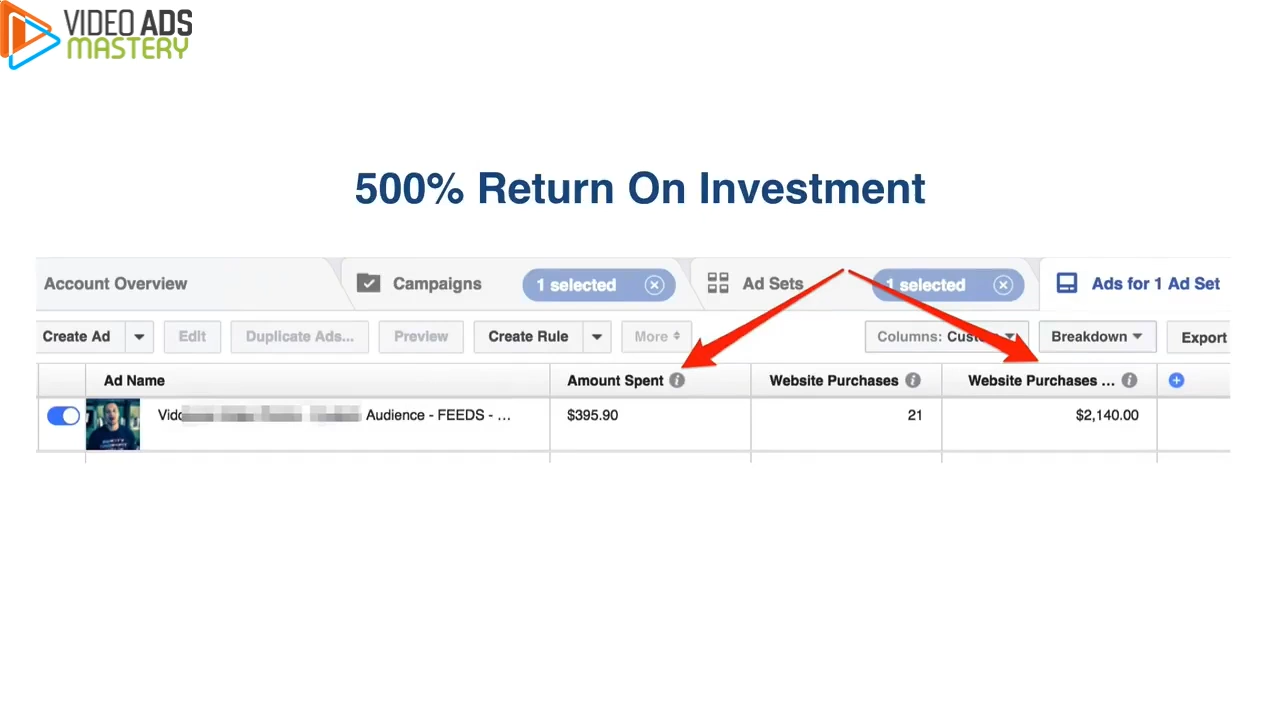 VIDEO ADS
MASTERY
500% Return On Investment
Account Overview
Campaigns
1 selected
Ad Sets
1 selected
Ads for 1 Ad Set
Create Ad
Edit
Duplicate Ads...
Preview
Create Rule
More
Columns:
Breakdown
Export
Ad Name
Amount Spent
Website Purchases
Website Purchases ...
Audience - FEEDS - ...
$395.90
21
$2,140.00